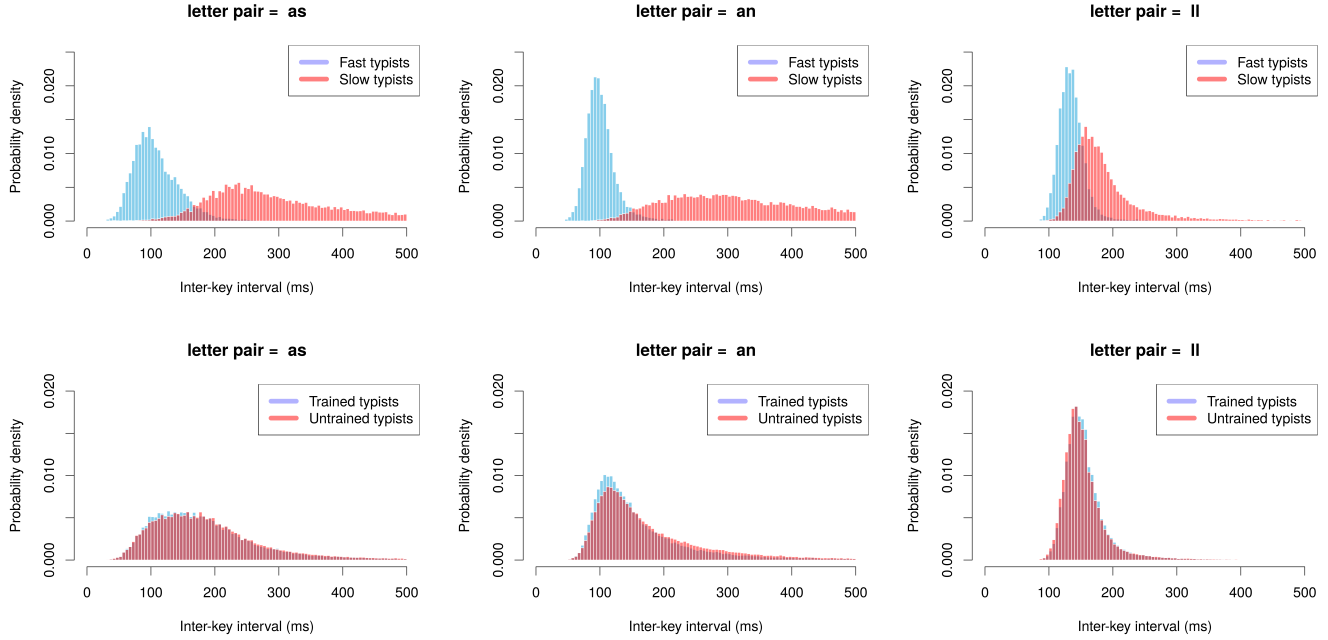 letter pair =  as
Fast typists
Slow typists
Probability density
0.000
0.010
0.020
0 100 200 300 400 500
Inter-key interval (ms)
letter pair =  an
Fast typists
Slow typists
Probability density
0.000
0.010
0.020
0 100 200 300 400 500
Inter-key interval (ms)
letter pair =  ll
Fast typists
Slow typists
Probability density
0.000
0.010
0.020
0 100 200 300 400 500
Inter-key interval (ms)
letter pair =  as
Trained typists
Untrained typists
Probability density
0.000
0.010
0.020
0 100 200 300 400 500
Inter-key interval (ms)
letter pair =  an
Trained typists
Untrained typists
Probability density
0.000
0.010
0.020
0 100 200 300 400 500
Inter-key interval (ms)
letter pair =  ll
Trained typists
Untrained typists
Probability density
0.000
0.010
0.020
0 100 200 300 400 500
Inter-key interval (ms)